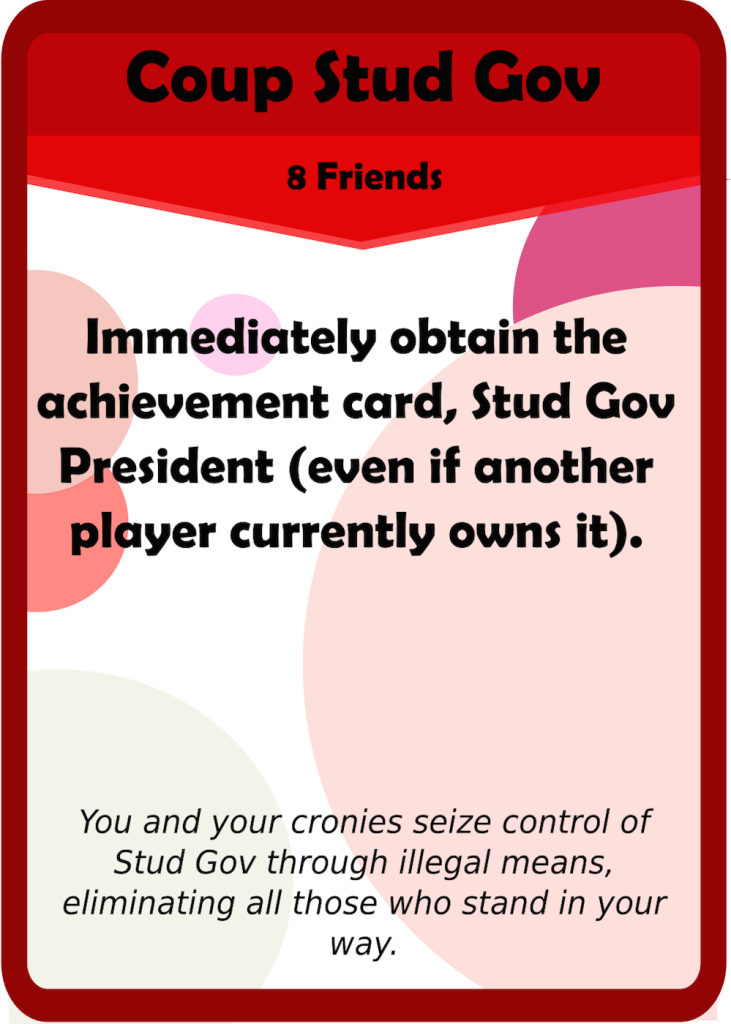 Coup Stud Gov
8 Friends
Immediately obtain the
achievement card, Stud Gov
President (even if another
player currently owns it).
You and your cronies seize control of
Stud Gov through illegal means,
eliminating all those who stand in your
way.